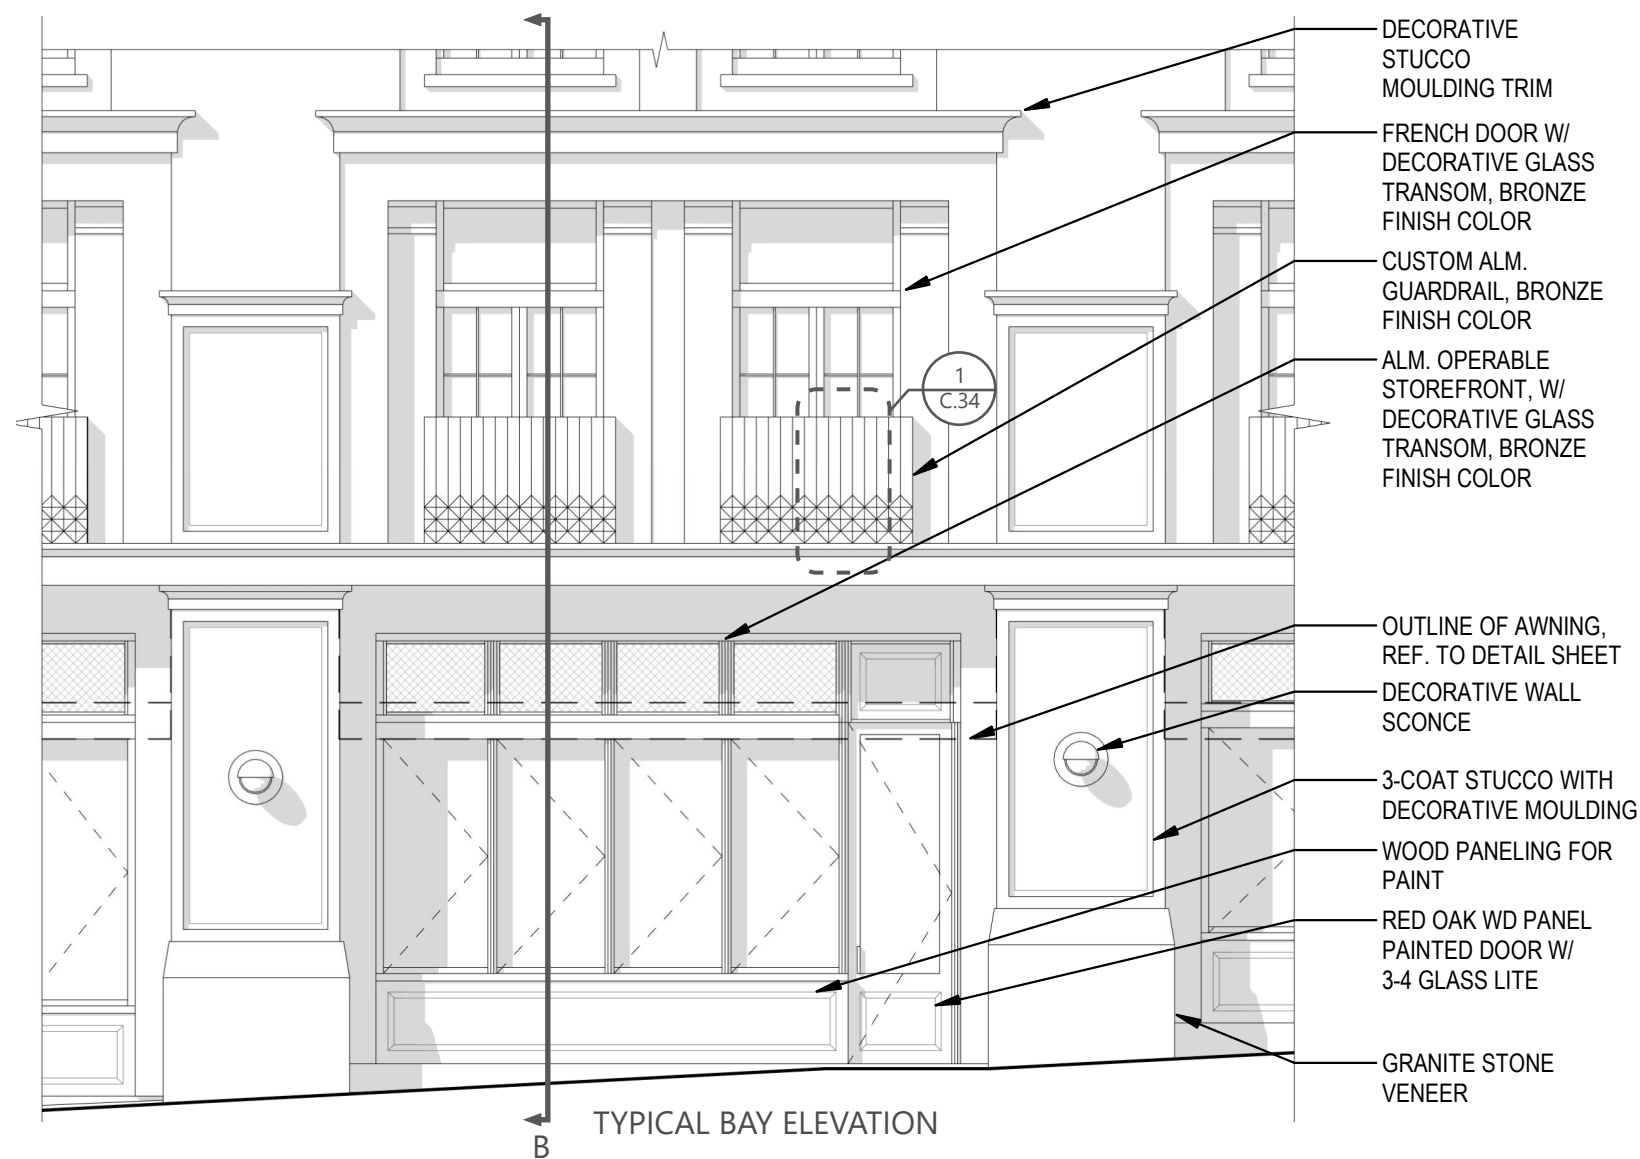 DECORATIVE
STUCCO
MOULDING TRIM
FRENCH DOOR W/
DECORATIVE GLASS
TRANSOM, BRONZE
FINISH COLOR
CUSTOM ALM.
GUARDRAIL, BRONZE
FINISH COLOR
1
C.34
ALM. OPERABLE
STOREFRONT, W/
DECORATIVE GLASS
TRANSOM, BRONZE
FINISH COLOR
OUTLINE OF AWNING,
REF. TO DETAIL SHEET
DECORATIVE WALL
SCONCE
3-COAT STUCCO WITH
DECORATIVE MOULDING
WOOD PANELING FOR
PAINT
RED OAK WD PANEL
PAINTED DOOR W/
3-4 GLASS LITE
GRANITE STONE
VENEER
TYPICAL BAY ELEVATION
B